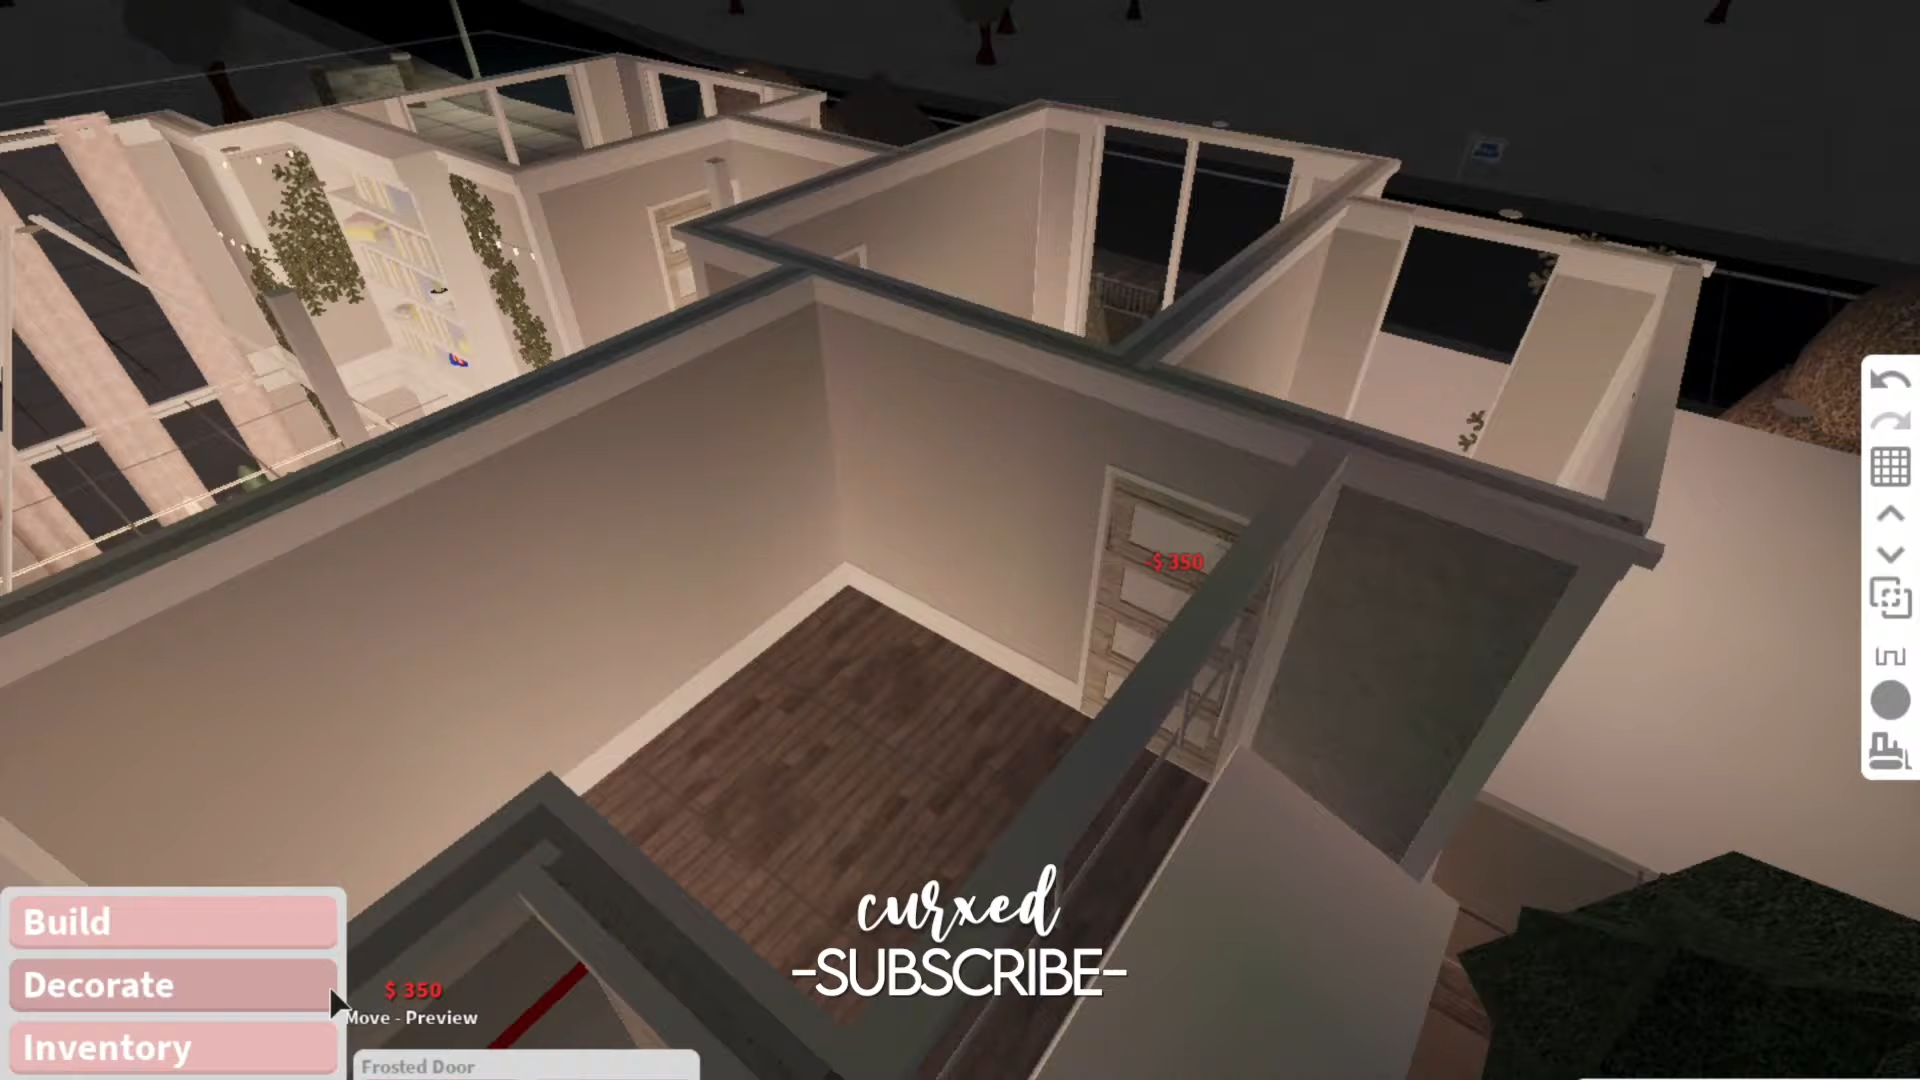 -$ 350
curxed
-SUBSCRIBE-
Build
Decorate
Inventory
$ 350
Move - Preview
Frosted Door